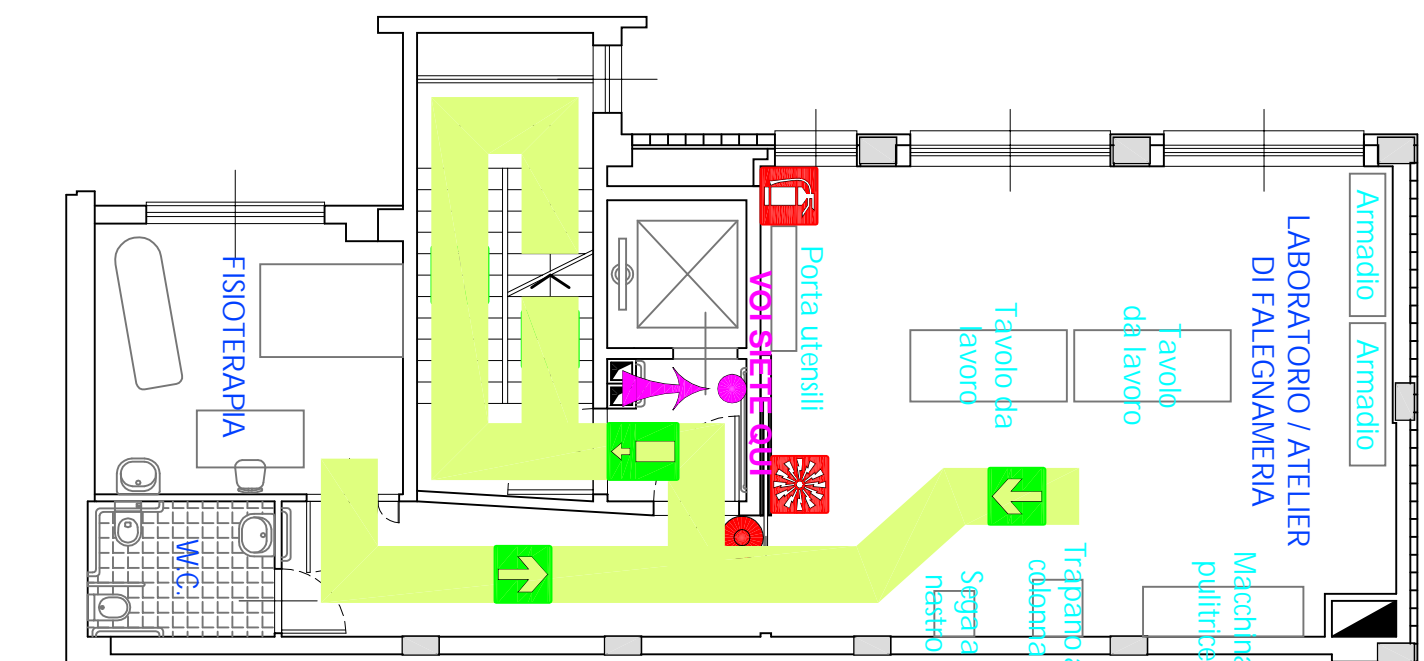 FISIOTERAPIA
W.C.
VOI SIETE QUI
Porta utensili
Tavolo da
lavoro
Tavolo
da lavoro
LABORATORIO / ATELIER
DI FALEGNAMERIA
Armadio
Armadio
Sega a
nastro
Trapano a
colonna
Macchina
pulitrice